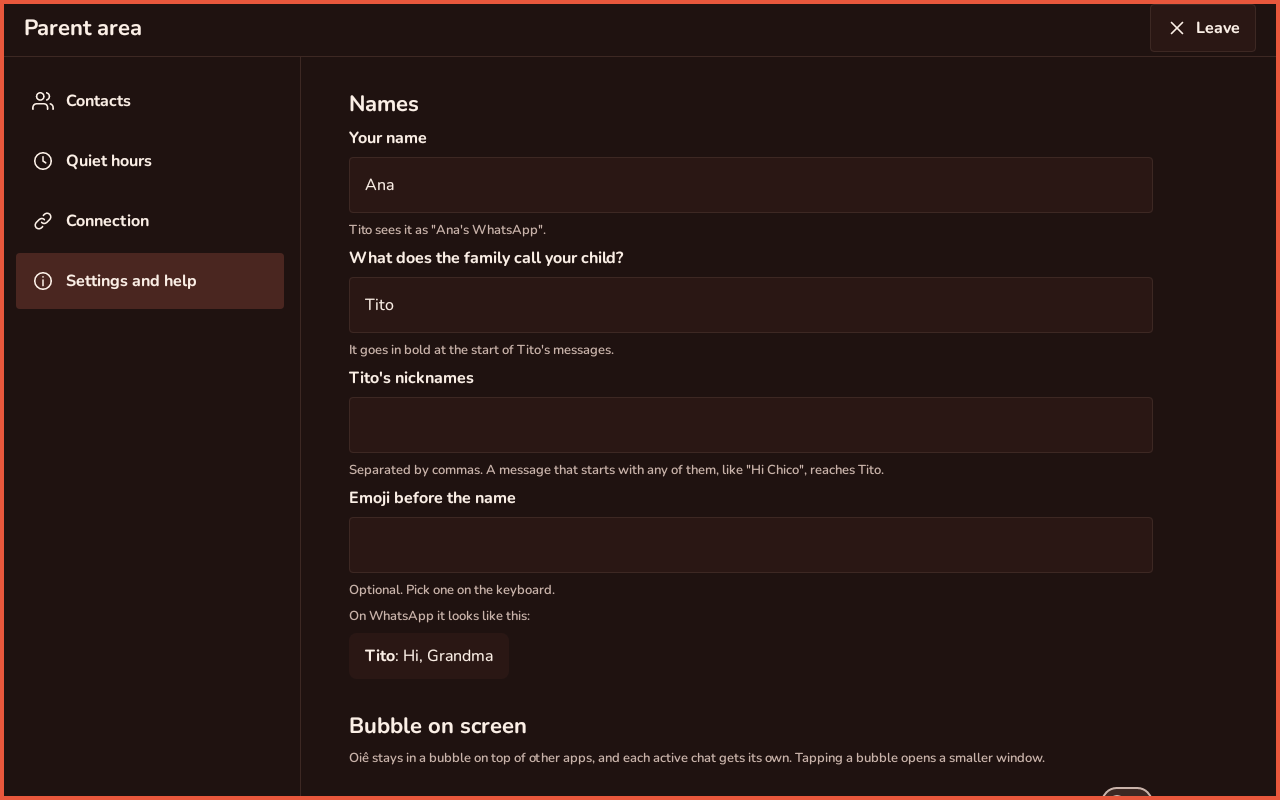 Parent area
Leave
Contacts
Quiet hours
Connection
Settings and help
Names
Your name
Ana
Tito sees it as "Ana's WhatsApp".
What does the family call your child?
Tito
It goes in bold at the start of Tito's messages.
Tito's nicknames
Separated by commas. A message that starts with any of them, like "Hi Chico", reaches Tito.
Emoji before the name
Optional. Pick one on the keyboard.
On WhatsApp it looks like this:
Tito: Hi, Grandma
Bubble on screen
Oiê stays in a bubble on top of other apps, and each active chat gets its own. Tapping a bubble opens a smaller window.